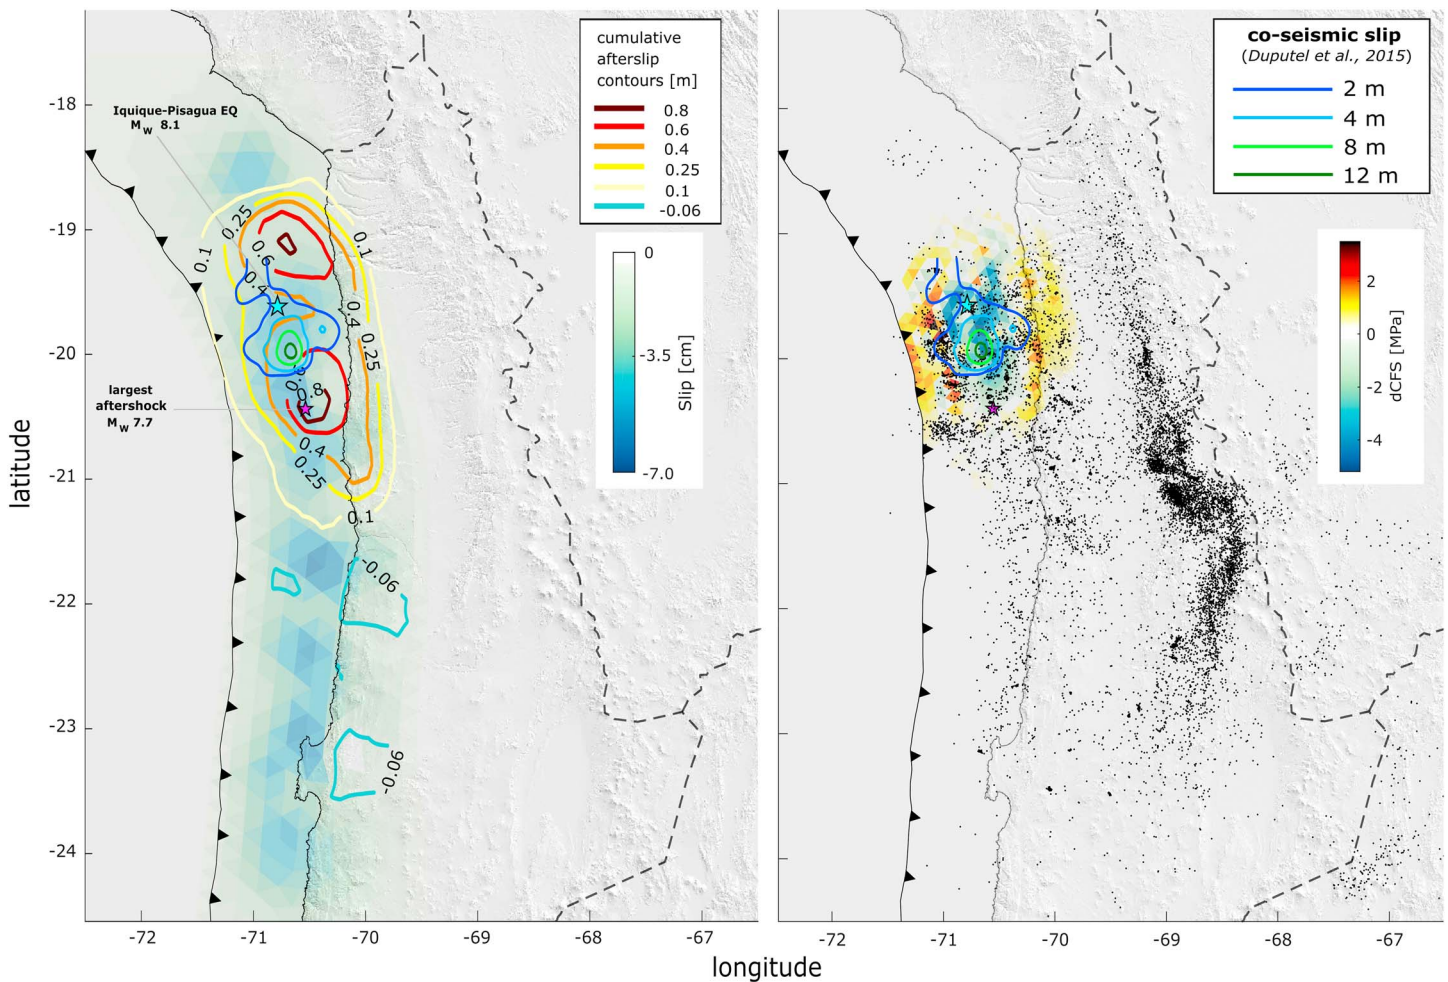 cumulative
afterslip
contours [m]
0.8
0.6
0.4
0.25
0.1
-0.06
0
-3.5
-7.0
Slip [cm]
Iquique-Pisagua EQ
M W 8.1
largest
aftershock
M W 7.7
0.1
0.25
0.6
0.4
0.1
0.4
0.25
0.8
0.4
0.25
0.1
-0.06
-0.06
-18
-19
-20
-21
-22
-23
-24
latitude
-72
-71
-70
-69
-68
-67
co-seismic slip
(Duputel et al., 2015)
2 m
4 m
8 m
12 m
2
0
-2
-4
dCFS [MPa]
-72
-71
-70
-69
-68
-67
longitude